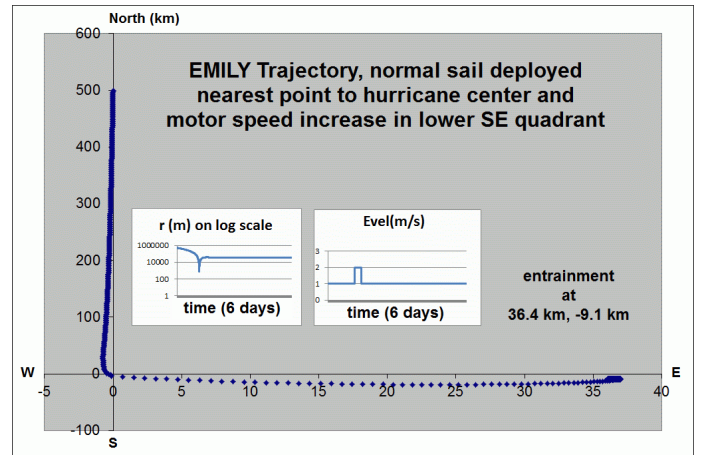 North (km)
600
EMILY Trajectory, normal sail deployed
nearest point to hurricane center and
motor speed increase in lower SE quadrant
500
400
300
200
100
0
-100
r (m) on log scale
1000000
10000
100
1
time (6 days)
Evel(m/s)
3
2
1
0
time (6 days)
entrainment
at
36.4 km, -9.1 km
W
E
-5 0 5 10 15 20 25 30 35 40
S